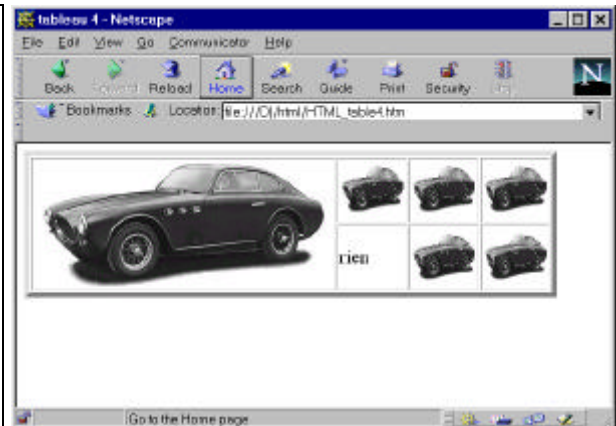 tableau 4 - Netscape
File Edit View Go Communicator Help
Back Forward Reload Home Search Guide Print Security
Bookmarks Location: file:///D|/html/HTML_table4.htm
N
rien
Go to the Home page